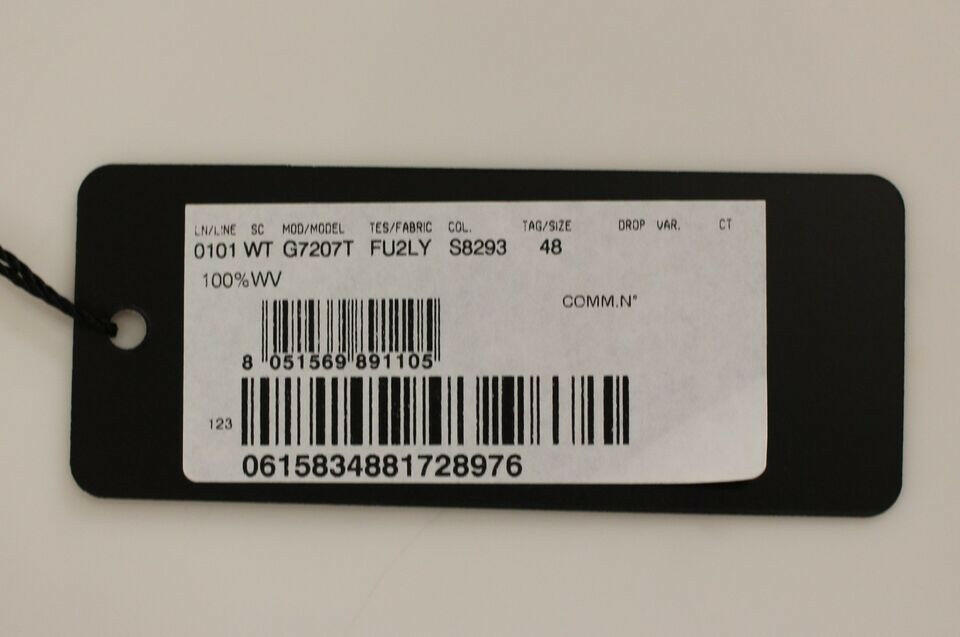 LN/LINE SC MOD/MODEL TES/FABRIC COL. TAG/SIZE DROP VAR. CT
0101 WT G7207T FU2LY S8293 48
100%WV
COMM.N°
8 051569 891105
123
0615834881728976